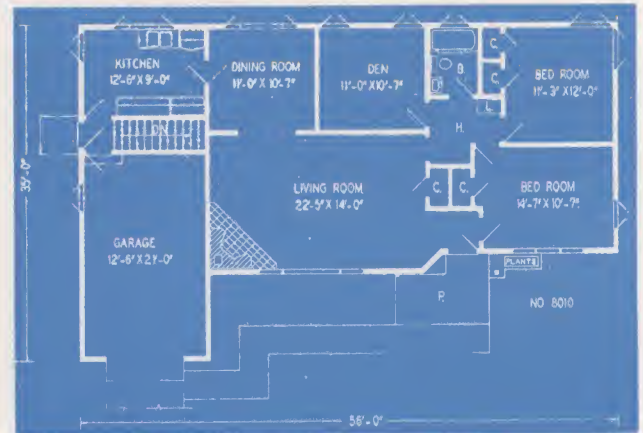 KITCHEN
12'-6" X 9'-0"
DINING ROOM
11'-0" X 10'-7"
DEN
11'-0" X 10'-7"
B.
C.
C.
L.
BED ROOM
11'-3" X 12'-0"
DN.
H.
35'-0"
LIVING ROOM
22'-5" X 14'-0"
C.
C.
BED ROOM
14'-7" X 10'-7"
GARAGE
12'-6" X 21'-0"
PLANTS
P.
NO 8010
56'-0"